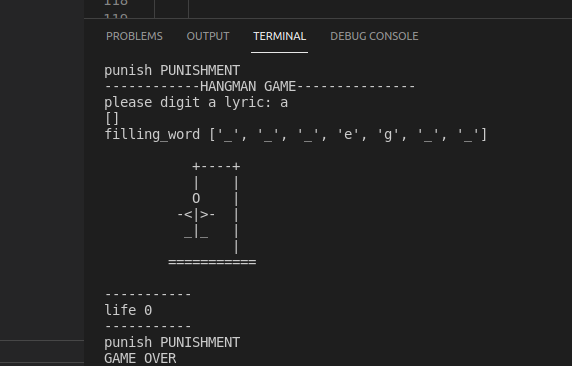 118
119
PROBLEMS OUTPUT TERMINAL DEBUG CONSOLE
punish PUNISHMENT
------------HANGMAN GAME---------------
please digit a lyric: a
[]
filling_word ['_', '_', '_', 'e', 'g', '_', '_']
+----+
|    |
O    |
-<|>-  |
_|_   |
|
===========
-----------
life 0
-----------
punish PUNISHMENT
GAME OVER